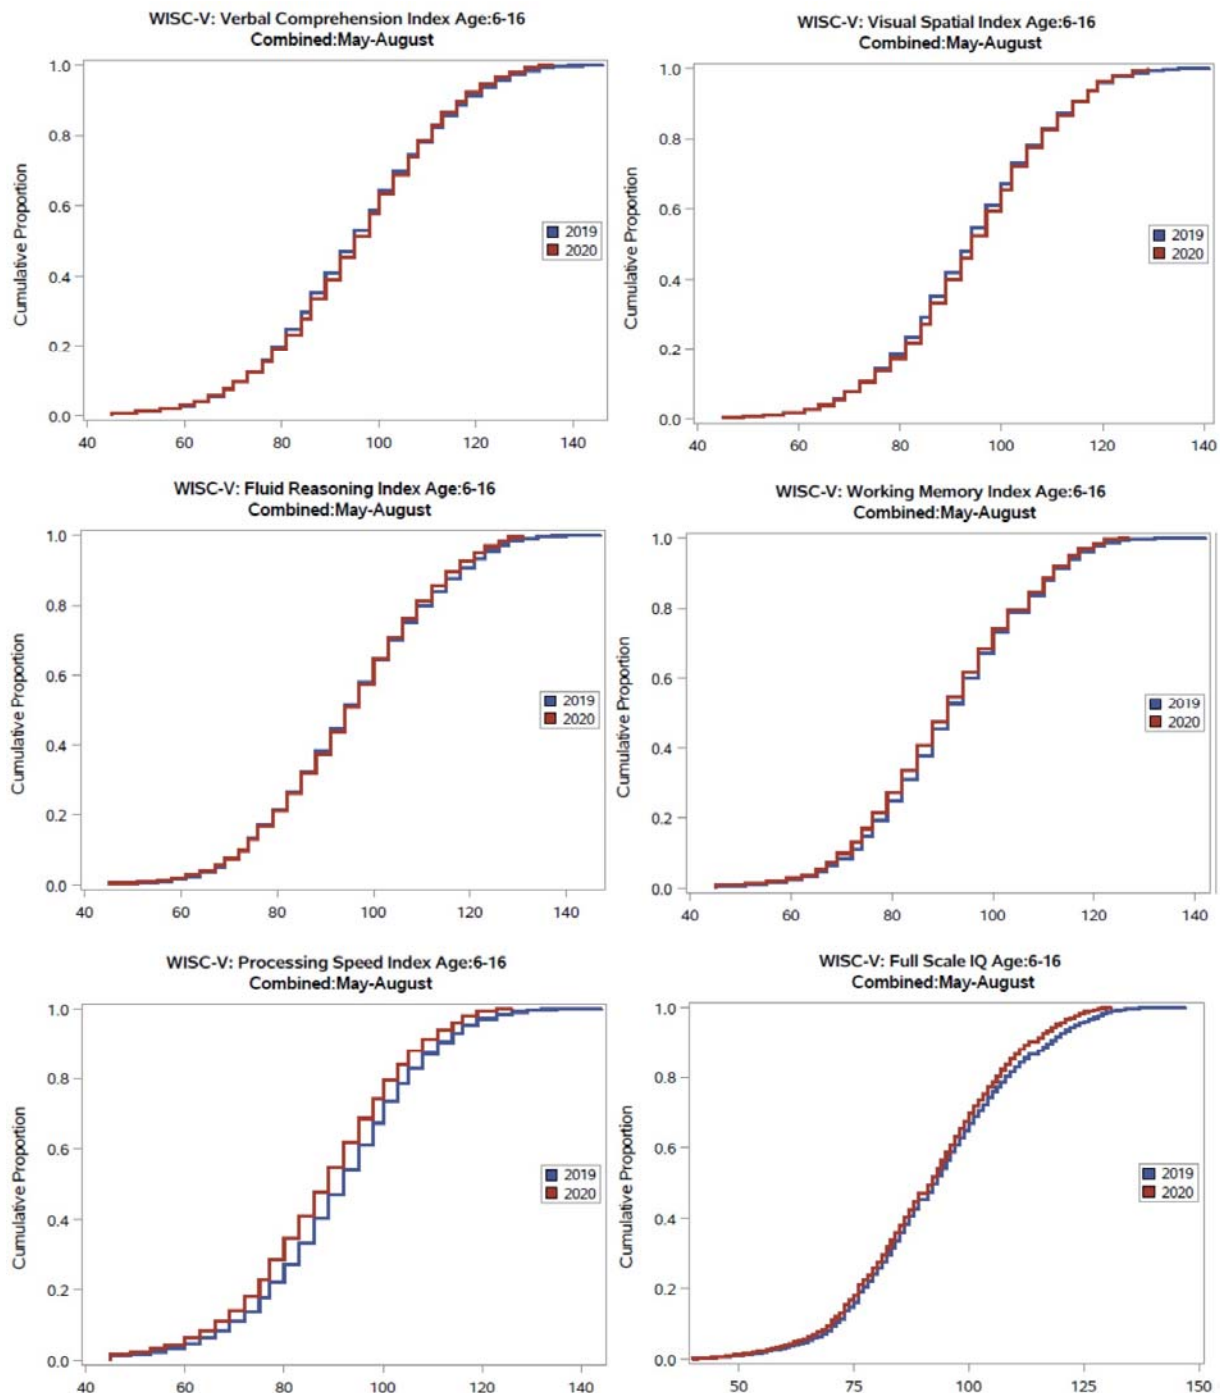 WISC-V: Verbal Comprehension Index Age:6-16
Combined:May-August
Cumulative Proportion
1.0
0.8
0.6
0.4
0.2
0.0
40 60 80 100 120 140
2019
2020
WISC-V: Visual Spatial Index Age:6-16
Combined:May-August
Cumulative Proportion
1.0
0.8
0.6
0.4
0.2
0.0
40 60 80 100 120 140
2019
2020
WISC-V: Fluid Reasoning Index Age:6-16
Combined:May-August
Cumulative Proportion
1.0
0.8
0.6
0.4
0.2
0.0
40 60 80 100 120 140
2019
2020
WISC-V: Working Memory Index Age:6-16
Combined:May-August
Cumulative Proportion
1.0
0.8
0.6
0.4
0.2
0.0
40 60 80 100 120 140
2019
2020
WISC-V: Processing Speed Index Age:6-16
Combined:May-August
Cumulative Proportion
1.0
0.8
0.6
0.4
0.2
0.0
40 60 80 100 120 140
2019
2020
WISC-V: Full Scale IQ Age:6-16
Combined:May-August
Cumulative Proportion
1.0
0.8
0.6
0.4
0.2
0.0
50 75 100 125 150
2019
2020